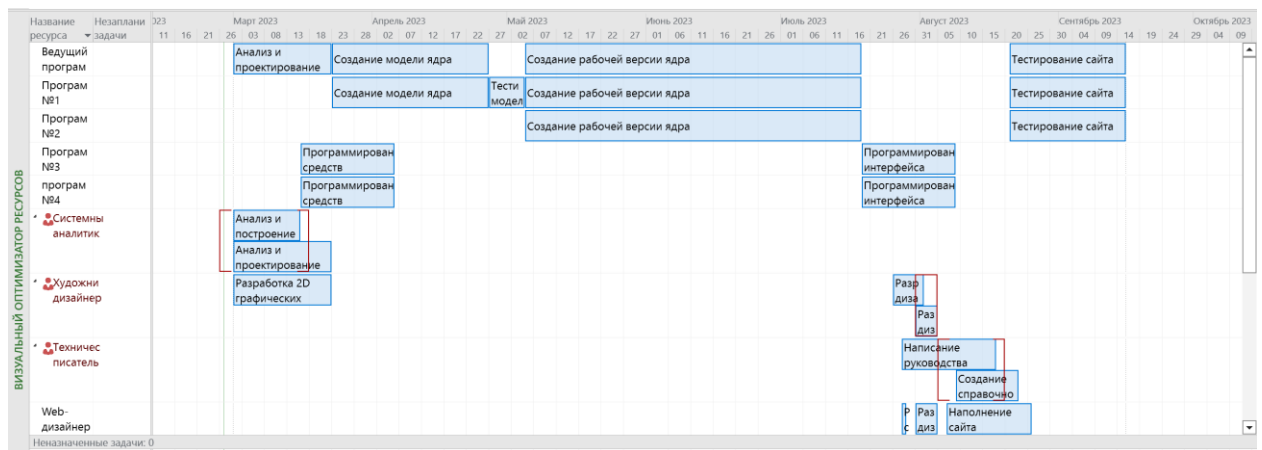 Название Незаплани 023 Март 2023 Апрель 2023 Май 2023 Июнь 2023 Июль 2023 Август 2023 Сентябрь 2023 Октябрь 2023
ресурса задачи 11 16 21 26 03 08 13 18 23 28 02 07 12 17 22 27 02 07 12 17 22 27 01 06 11 16 21 26 01 06 11 16 21 26 31 05 10 15 20 25 30 04 09 14 19 24 29 04 09
ВИЗУАЛЬНЫЙ ОПТИМИЗАТОР РЕСУРСОВ
Ведущий Анализ и Создание модели ядра Создание рабочей версии ядра Тестирование сайта
програм проектирование
Програм Создание модели ядра Тести Создание рабочей версии ядра Тестирование сайта
№1 модел
Програм Создание рабочей версии ядра Тестирование сайта
№2
Програм Программирован Программирован
№3 средств интерфейса
програм Программирован Программирован
№4 средств интерфейса
Системны Анализ и
аналитик построение
Анализ и
проектирование
Художни Разработка 2D Разр
дизайнер графических диза
Раз
диз
Техничес Написание
писатель руководства
Создание
справочно
Web- Р Раз Наполнение
дизайнер с диз сайта
Неназначенные задачи: 0